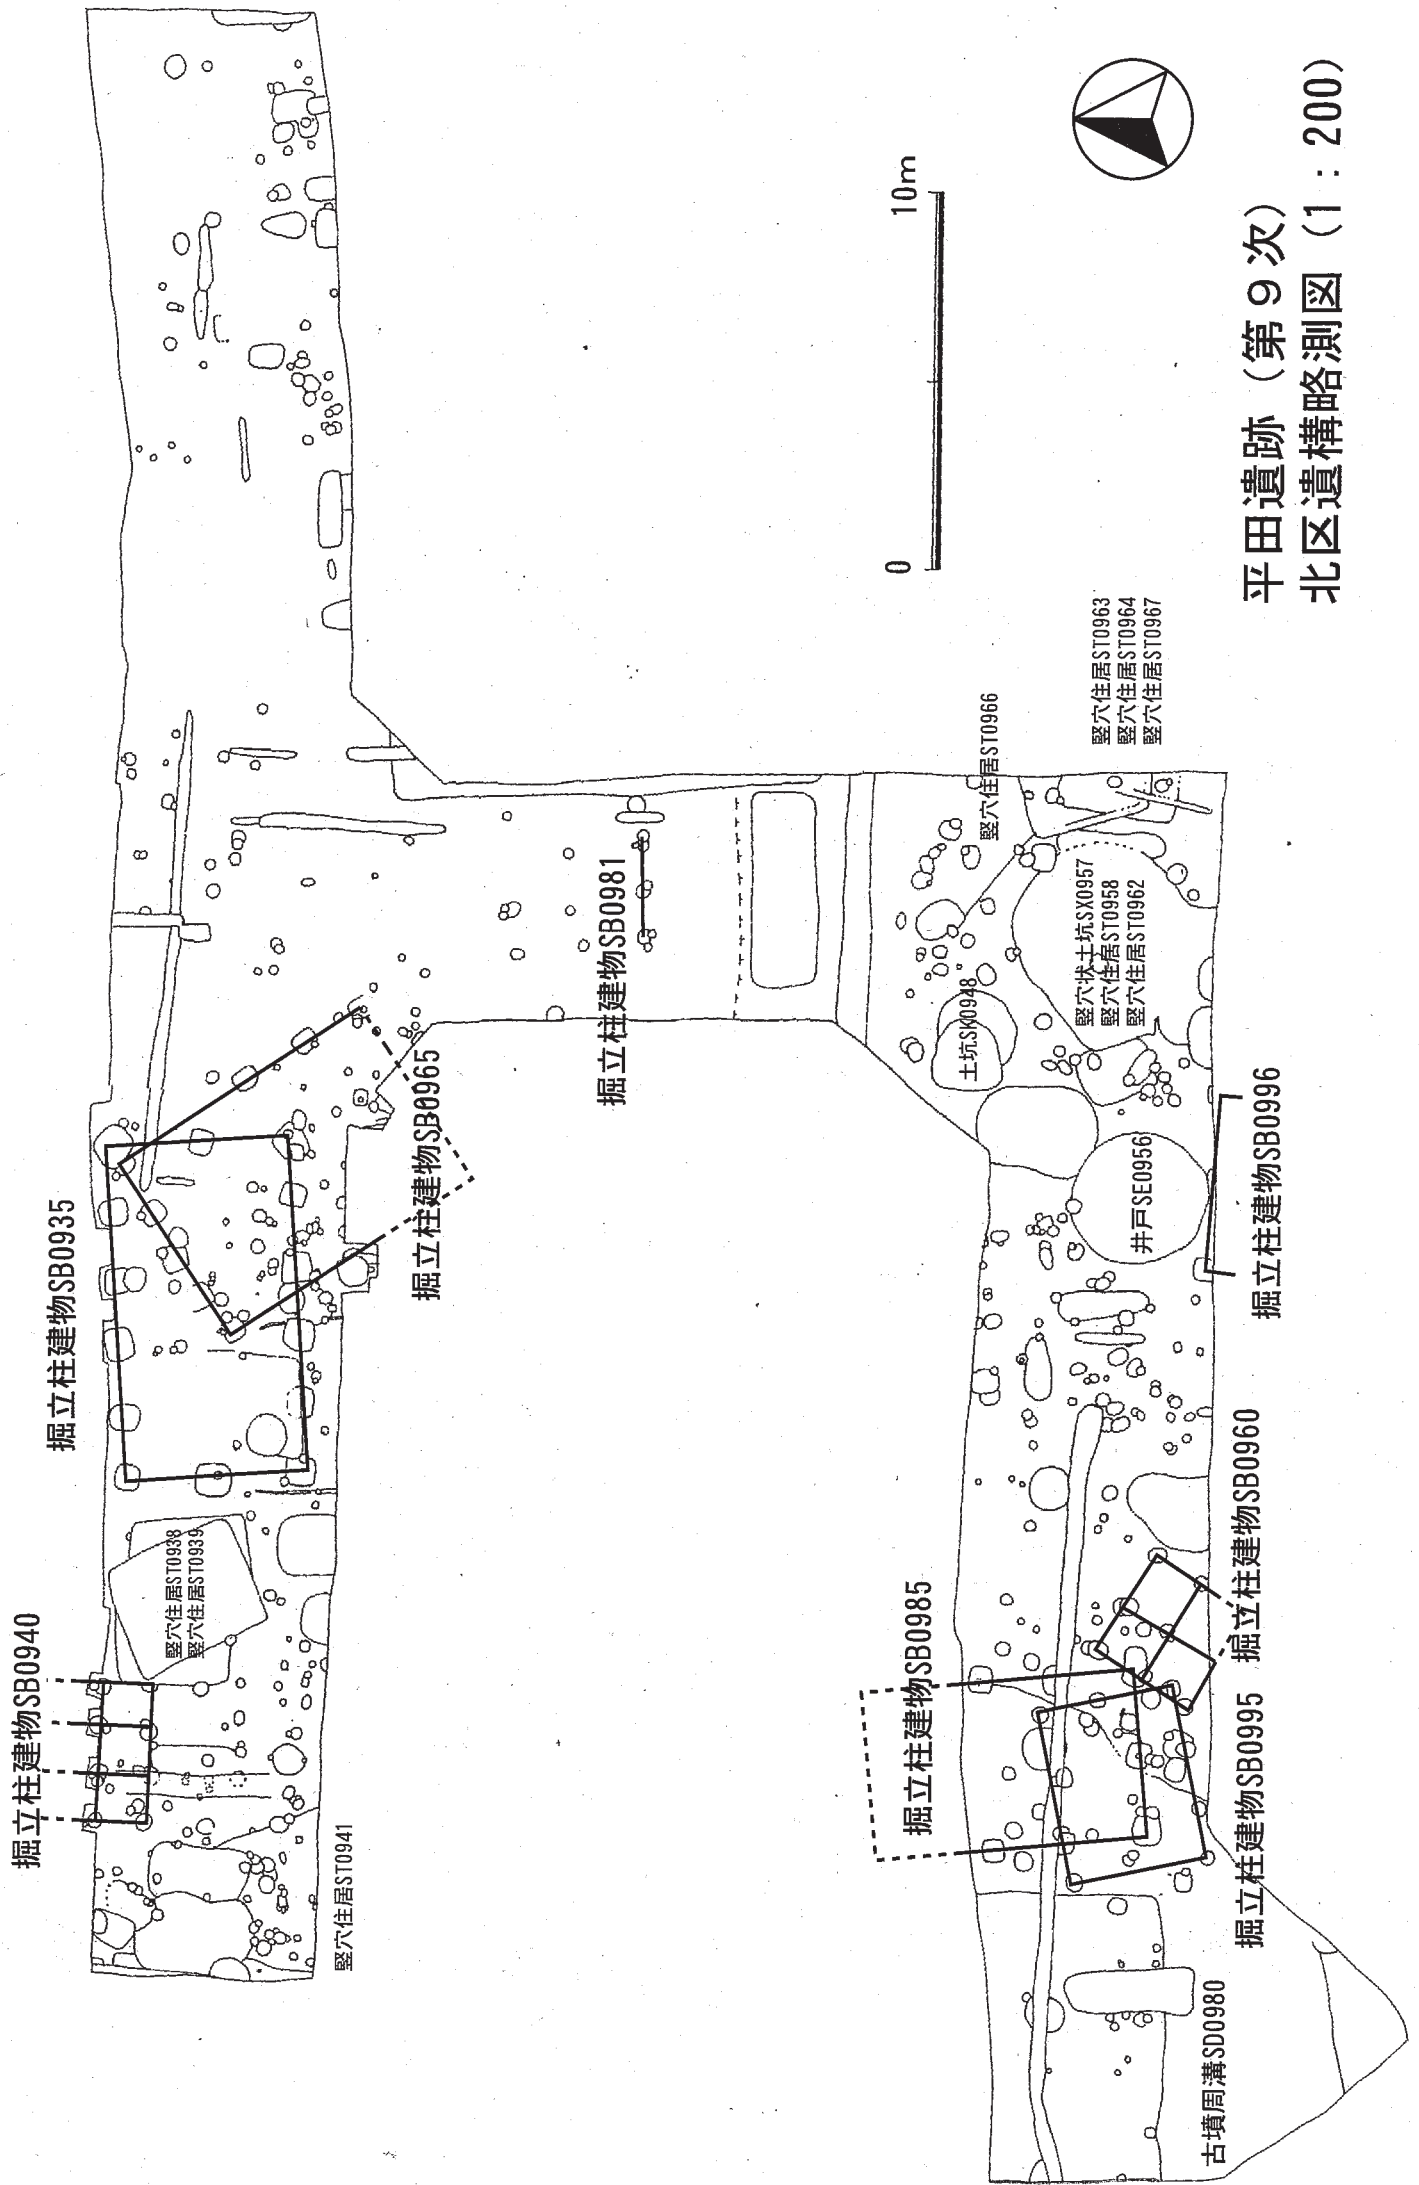 平田遺跡（第９次）
北区遺構略測図（1：200）
0
10m
掘立柱建物SB0940
掘立柱建物SB0935
竪穴住居ST0938
竪穴住居ST0939
竪穴住居ST0941
掘立柱建物SB0965
掘立柱建物SB0981
竪穴住居ST0966
竪穴住居ST0963
竪穴住居ST0964
竪穴住居ST0967
土坑SK0948
竪穴状土坑SX0957
竪穴住居ST0958
竪穴住居ST0962
井戸SE0956
掘立柱建物SB0996
掘立柱建物SB0985
掘立柱建物SB0960
掘立柱建物SB0995
古墳周溝SD0980